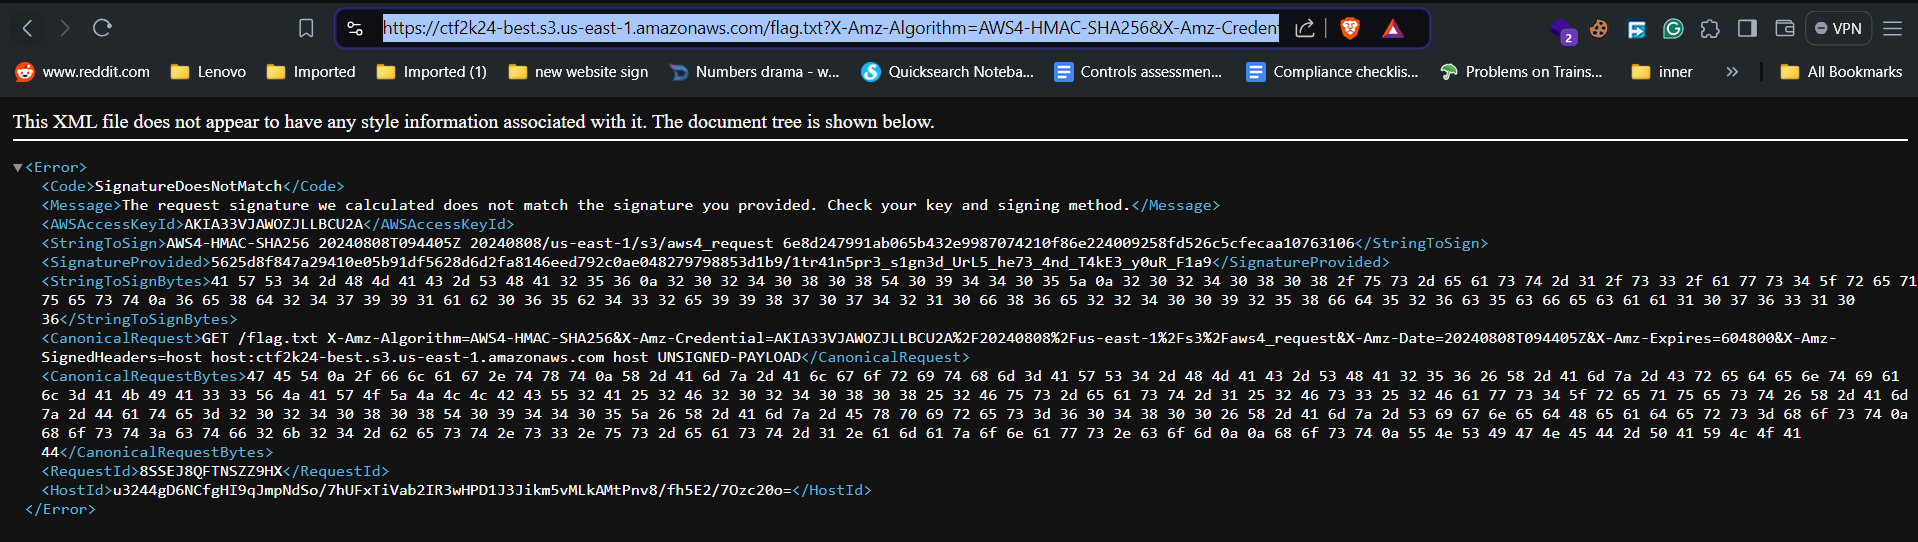 https://ctf2k24-best.s3.us-east-1.amazonaws.com/flag.txt?X-Amz-Algorithm=AWS4-HMAC-SHA256&X-Amz-Creden
2
VPN
www.reddit.com Lenovo Imported Imported (1) new website sign Numbers drama - w... Quicksearch Noteba... Controls assessmen... Compliance checklis... Problems on Trains... inner » All Bookmarks
This XML file does not appear to have any style information associated with it. The document tree is shown below.
▼<Error>
<Code>SignatureDoesNotMatch</Code>
<Message>The request signature we calculated does not match the signature you provided. Check your key and signing method.</Message>
<AWSAccessKeyId>AKIA33VJAWOZJLLBCU2A</AWSAccessKeyId>
<StringToSign>AWS4-HMAC-SHA256 20240808T094405Z 20240808/us-east-1/s3/aws4_request 6e8d247991ab065b432e9987074210f86e224009258fd526c5cfecaa10763106</StringToSign>
<SignatureProvided>5625d8f847a29410e05b91df5628d6d2fa8146eed792c0ae048279798853d1b9/1tr41n5pr3_s1gn3d_UrL5_he73_4nd_T4kE3_y0uR_F1a9</SignatureProvided>
<StringToSignBytes>41 57 53 34 2d 48 4d 41 43 2d 53 48 41 32 35 36 0a 32 30 32 34 30 38 30 38 54 30 39 34 34 30 35 5a 0a 32 30 32 34 30 38 30 38 2f 75 73 2d 65 61 73 74 2d 31 2f 73 33 2f 61 77 73 34 5f 72 65 71
75 65 73 74 0a 36 65 38 64 32 34 37 39 39 31 61 62 30 36 35 62 34 33 32 65 39 39 38 37 30 37 34 32 31 30 66 38 36 65 32 32 34 30 30 39 32 35 38 66 64 35 32 36 63 35 63 66 65 63 61 61 31 30 37 36 33 31 30
36</StringToSignBytes>
<CanonicalRequest>GET /flag.txt X-Amz-Algorithm=AWS4-HMAC-SHA256&X-Amz-Credential=AKIA33VJAWOZJLLBCU2A%2F20240808%2Fus-east-1%2Fs3%2Faws4_request&X-Amz-Date=20240808T094405Z&X-Amz-Expires=604800&X-Amz-
SignedHeaders=host host:ctf2k24-best.s3.us-east-1.amazonaws.com host UNSIGNED-PAYLOAD</CanonicalRequest>
<CanonicalRequestBytes>47 45 54 0a 2f 66 6c 61 67 2e 74 78 74 0a 58 2d 41 6d 7a 2d 41 6c 67 6f 72 69 74 68 6d 3d 41 57 53 34 2d 48 4d 41 43 2d 53 48 41 32 35 36 26 58 2d 41 6d 7a 2d 43 72 65 64 65 6e 74 69 61
6c 3d 41 4b 49 41 33 33 56 4a 41 57 4f 5a 4a 4c 4c 42 43 55 32 41 25 32 46 32 30 32 34 30 38 30 38 25 32 46 75 73 2d 65 61 73 74 2d 31 25 32 46 73 33 25 32 46 61 77 73 34 5f 72 65 71 75 65 73 74 26 58 2d 41 6d
7a 2d 44 61 74 65 3d 32 30 32 34 30 38 30 38 54 30 39 34 34 30 35 5a 26 58 2d 41 6d 7a 2d 45 78 70 69 72 65 73 3d 36 30 34 38 30 30 26 58 2d 41 6d 7a 2d 53 69 67 6e 65 64 48 65 61 64 65 72 73 3d 68 6f 73 74 0a
68 6f 73 74 3a 63 74 66 32 6b 32 34 2d 62 65 73 74 2e 73 33 2e 75 73 2d 65 61 73 74 2d 31 2e 61 6d 61 7a 6f 6e 61 77 73 2e 63 6f 6d 0a 0a 68 6f 73 74 0a 55 4e 53 49 47 4e 45 44 2d 50 41 59 4c 4f 41
44</CanonicalRequestBytes>
<RequestId>8SSEJ8QFTNSZZ9HX</RequestId>
<HostId>u3244gD6NCfgHI9qJmpNdSo/7hUFxTiVab2IR3wHPD1J3Jikm5vMLkAMtPnv8/fh5E2/7Ozc20o=</HostId>
</Error>